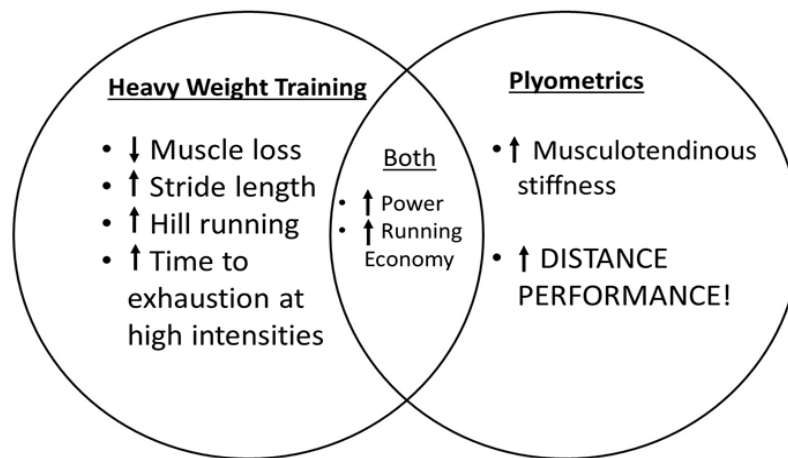 Heavy Weight Training
• ↓ Muscle loss
• ↑ Stride length
• ↑ Hill running
• ↑ Time to
exhaustion at
high intensities
Both
• ↑ Power
• ↑ Running
Economy
Plyometrics
• ↑ Musculotendinous
stiffness
• ↑ DISTANCE
PERFORMANCE!